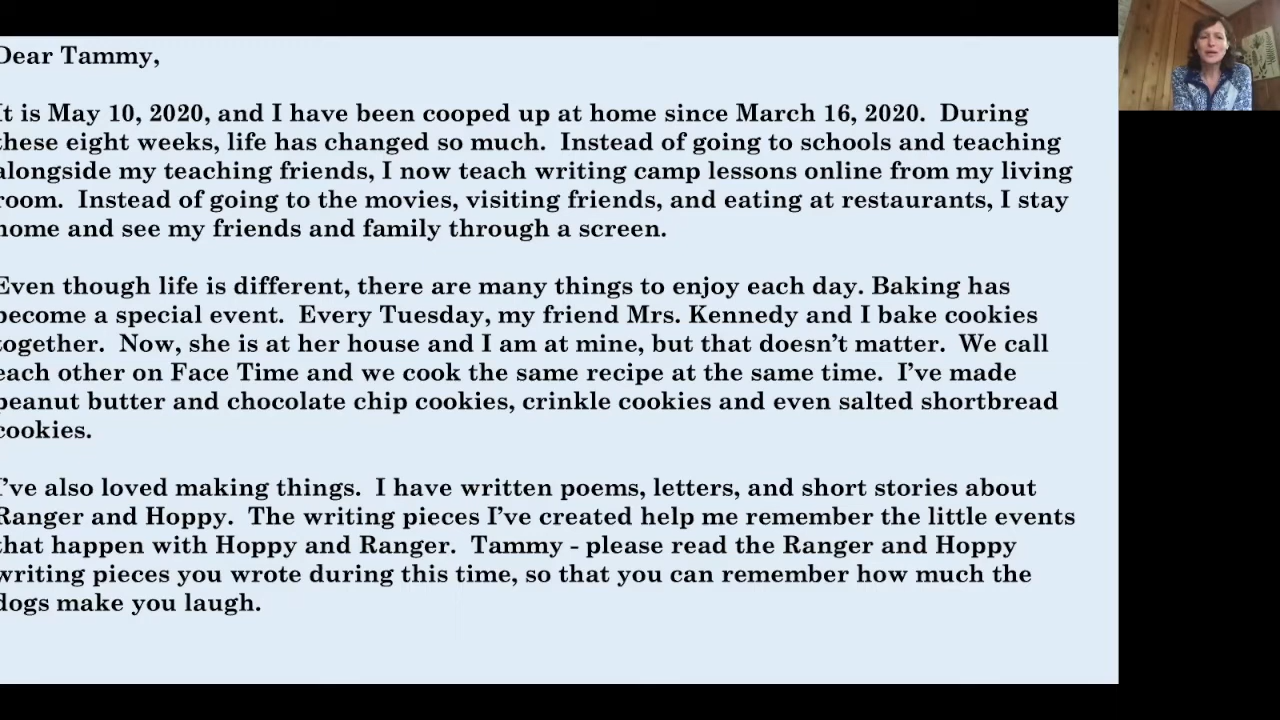 Dear Tammy,
It is May 10, 2020, and I have been cooped up at home since March 16, 2020. During
these eight weeks, life has changed so much. Instead of going to schools and teaching
alongside my teaching friends, I now teach writing camp lessons online from my living
room. Instead of going to the movies, visiting friends, and eating at restaurants, I stay
home and see my friends and family through a screen.
Even though life is different, there are many things to enjoy each day. Baking has
become a special event. Every Tuesday, my friend Mrs. Kennedy and I bake cookies
together. Now, she is at her house and I am at mine, but that doesn’t matter. We call
each other on Face Time and we cook the same recipe at the same time. I’ve made
peanut butter and chocolate chip cookies, crinkle cookies and even salted shortbread
cookies.
I’ve also loved making things. I have written poems, letters, and short stories about
Ranger and Hoppy. The writing pieces I’ve created help me remember the little events
that happen with Hoppy and Ranger. Tammy - please read the Ranger and Hoppy
writing pieces you wrote during this time, so that you can remember how much the
dogs make you laugh.